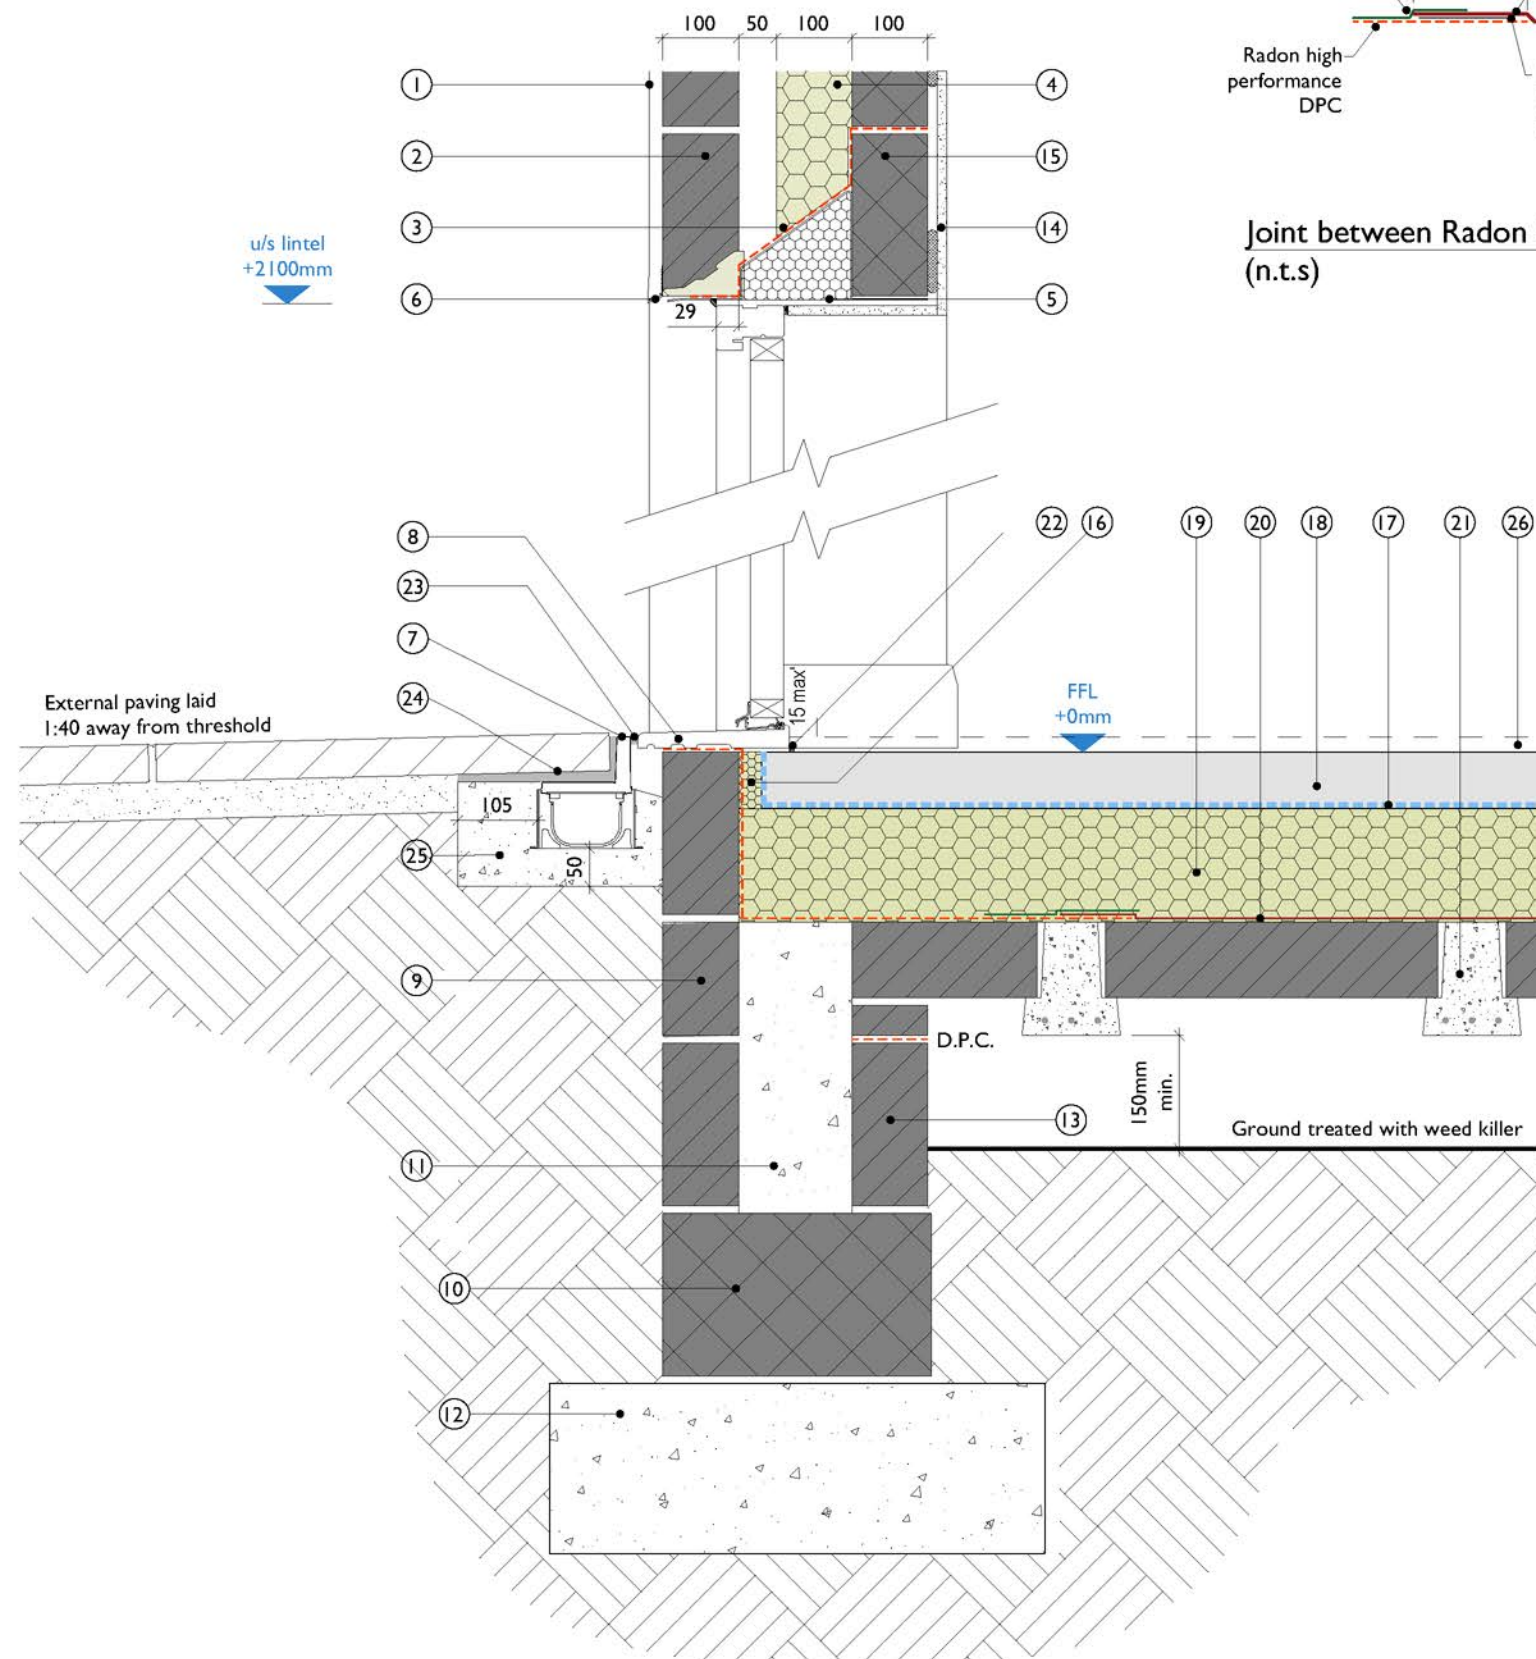 100 50 100 100
Radon high
performance
DPC
1
4
2
15
3
14
Joint between Radon
(n.t.s)
u/s lintel
+2100mm
6
5
29
8
22 16 19 20 18 17 21 26
23
7
24
External paving laid
1:40 away from threshold
15 max'
FFL
+0mm
105
25
50
9
D.P.C.
150mm
min.
13
Ground treated with weed killer
11
10
12